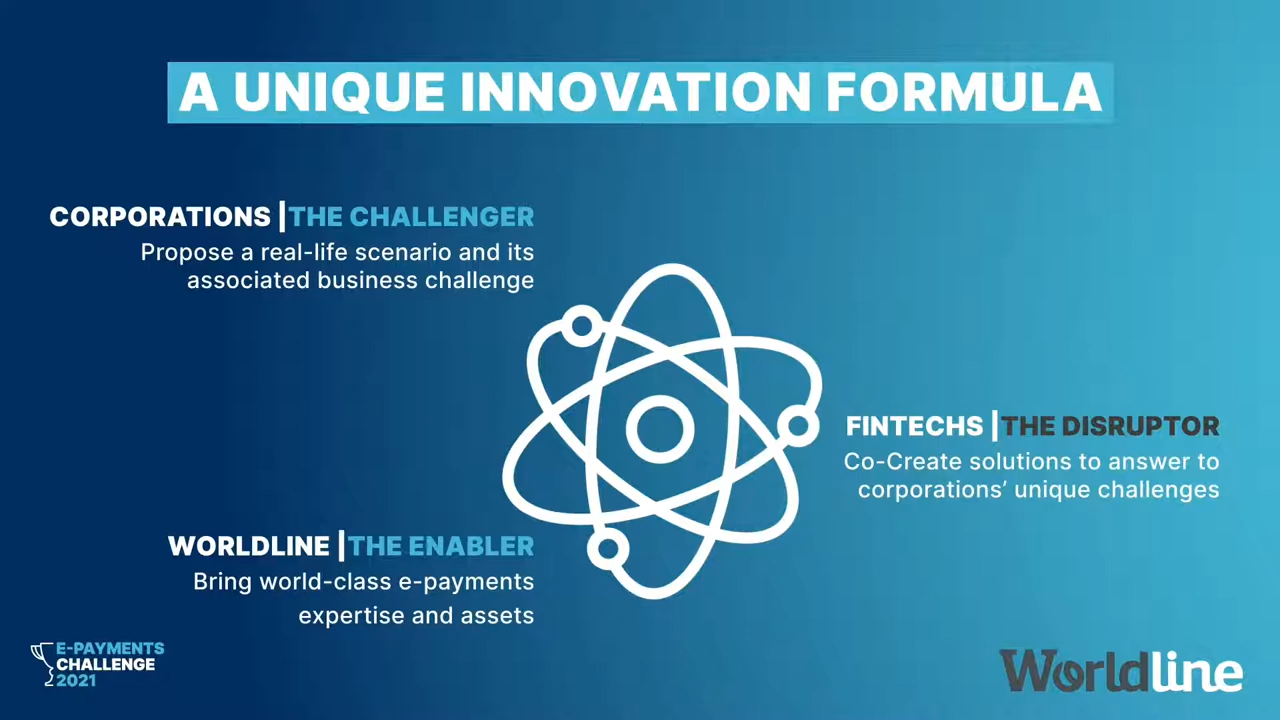 A UNIQUE INNOVATION FORMULA
CORPORATIONS | THE CHALLENGER
Propose a real-life scenario and its
associated business challenge
FINTECHS | THE DISRUPTOR
Co-Create solutions to answer to
corporations’ unique challenges
WORLDLINE | THE ENABLER
Bring world-class e-payments
expertise and assets
E-PAYMENTS
CHALLENGE
2021
Worldline